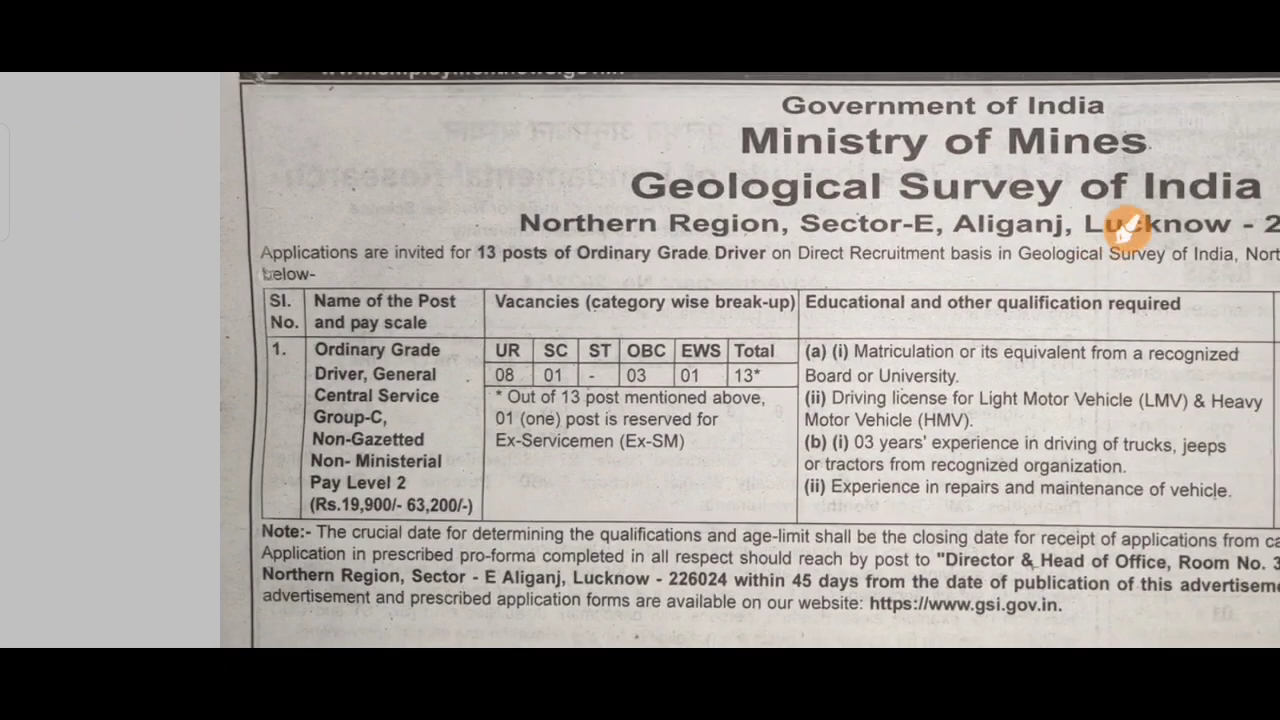 Government of India
Ministry of Mines
Geological Survey of India
Northern Region, Sector-E, Aliganj, Lucknow - 2
Applications are invited for 13 posts of Ordinary Grade Driver on Direct Recruitment basis in Geological Survey of India, Nort
below-
Sl. No.
Name of the Post and pay scale
Vacancies (category wise break-up)
Educational and other qualification required
1.
Ordinary Grade
Driver, General
Central Service
Group-C,
Non-Gazetted
Non- Ministerial
Pay Level 2
(Rs.19,900/- 63,200/-)
UR SC ST OBC EWS Total
08 01 - 03 01 13*
* Out of 13 post mentioned above,
01 (one) post is reserved for
Ex-Servicemen (Ex-SM)
(a) (i) Matriculation or its equivalent from a recognized
Board or University.
(ii) Driving license for Light Motor Vehicle (LMV) & Heavy
Motor Vehicle (HMV).
(b) (i) 03 years' experience in driving of trucks, jeeps
or tractors from recognized organization.
(ii) Experience in repairs and maintenance of vehicle.
Note:- The crucial date for determining the qualifications and age-limit shall be the closing date for receipt of applications from ca
Application in prescribed pro-forma completed in all respect should reach by post to "Director & Head of Office, Room No. 3
Northern Region, Sector - E Aliganj, Lucknow - 226024 within 45 days from the date of publication of this advertiseme
advertisement and prescribed application forms are available on our website: https://www.gsi.gov.in.